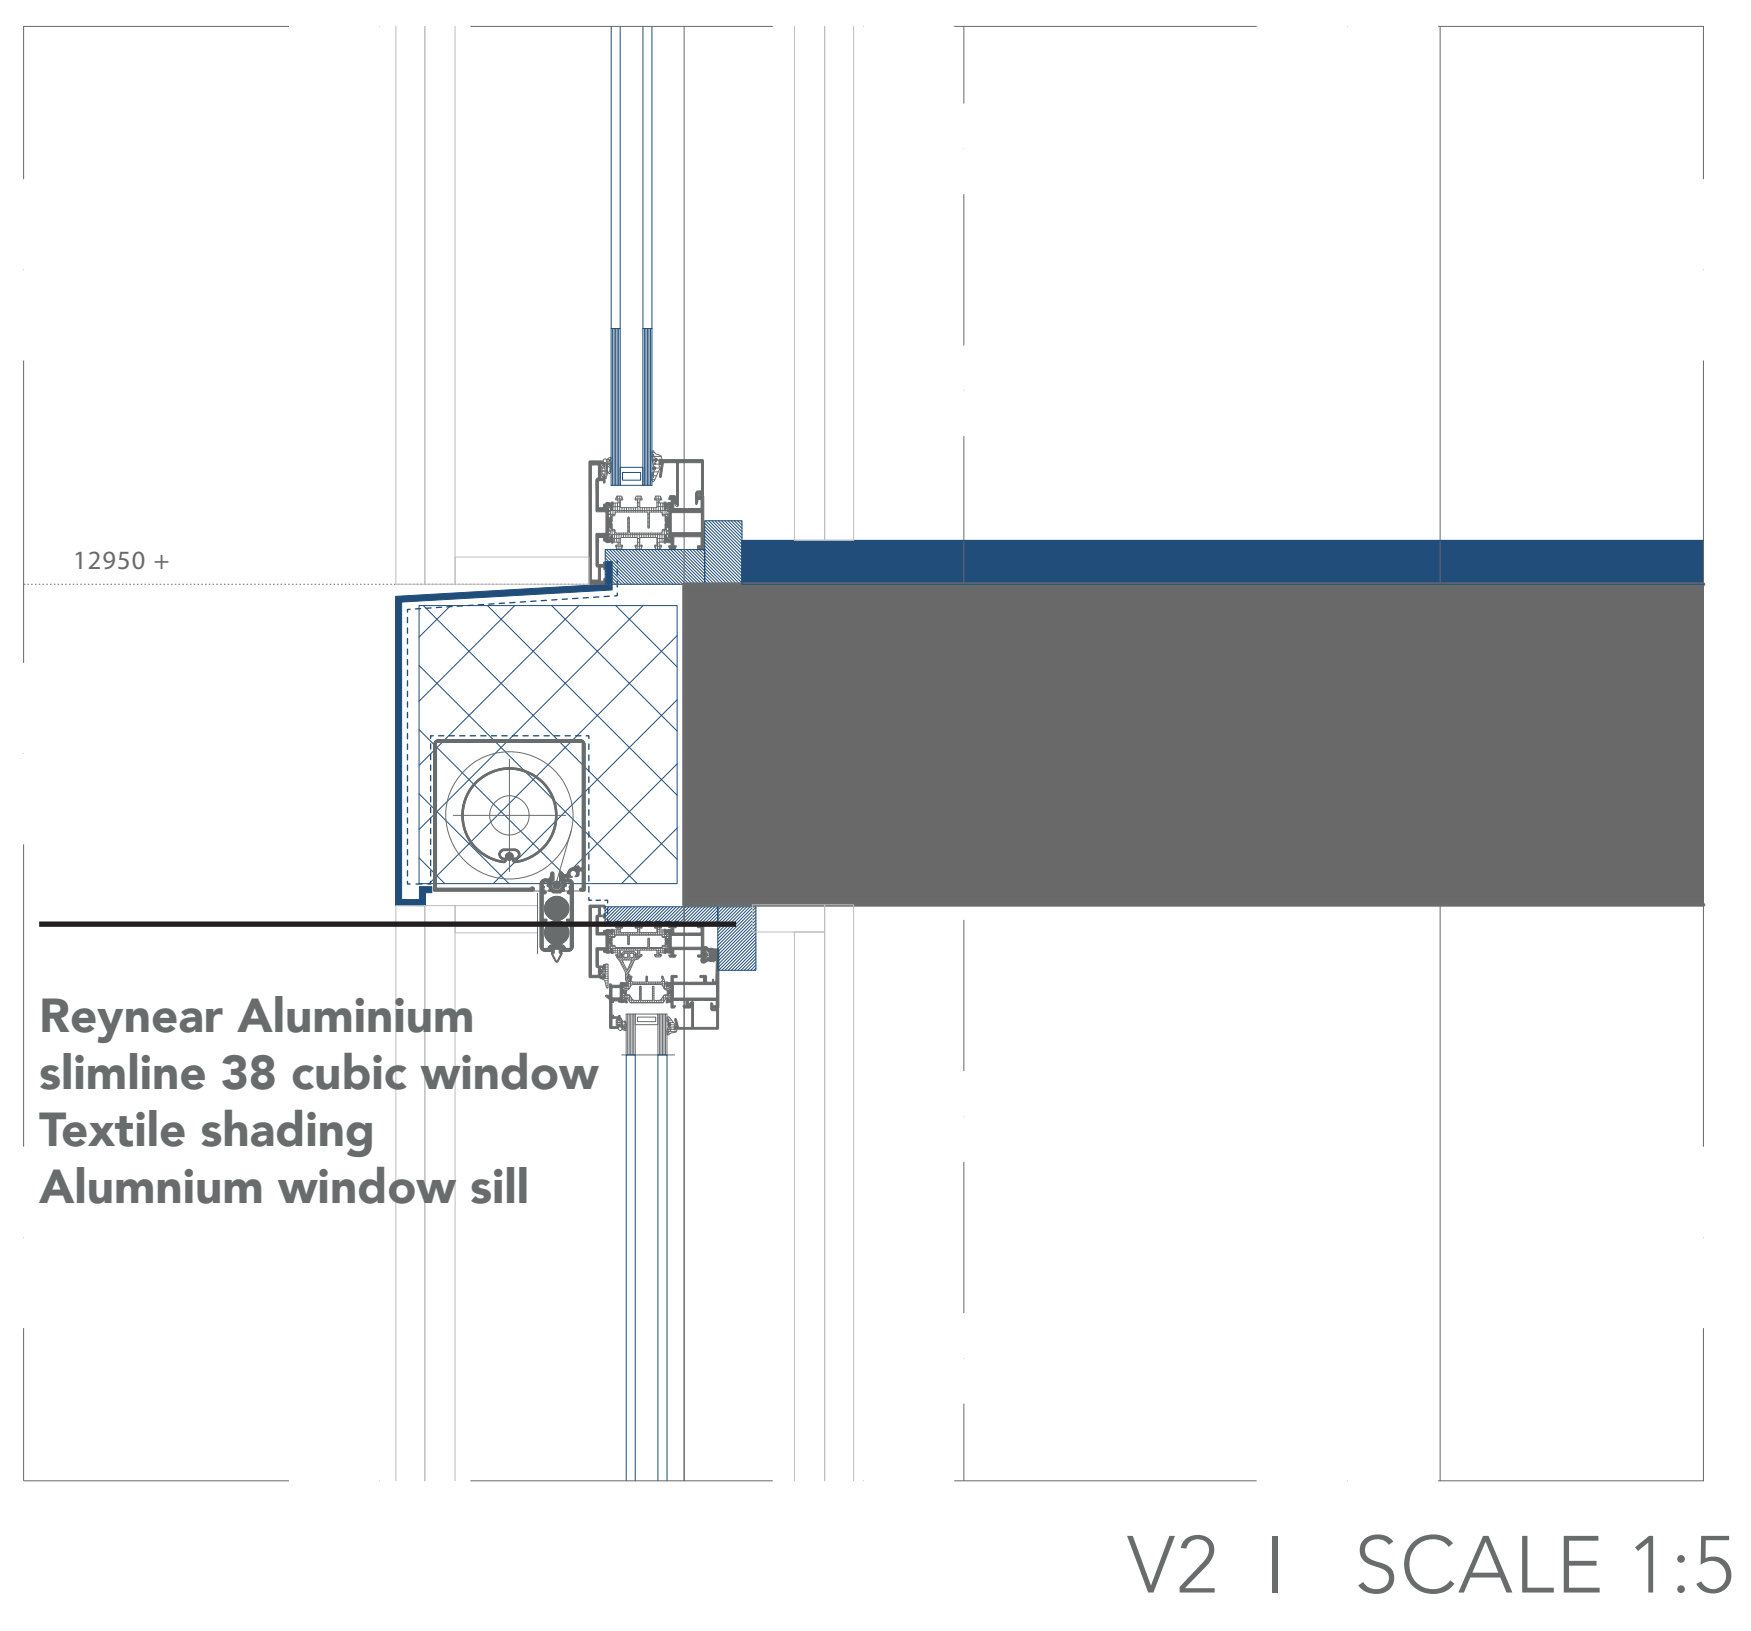 12950 +
Reynear Aluminium
slimline 38 cubic window
Textile shading
Alumnium window sill
V2 I SCALE 1:5